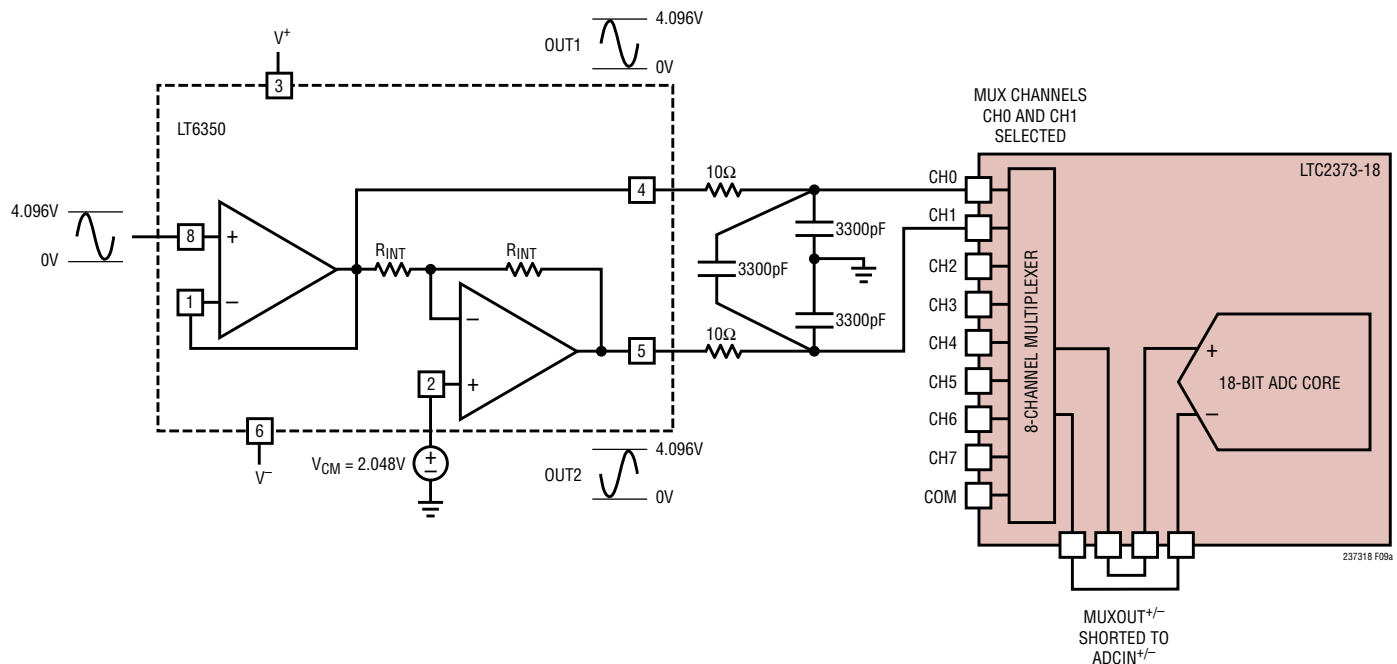 4.096V
0V
OUT1
V+
3
LT6350
MUX CHANNELS
CH0 AND CH1
SELECTED
LTC2373-18
4.096V
0V
8
+
1
–
RINT
RINT
–
+
2
4
5
10Ω
10Ω
3300pF
3300pF
3300pF
CH0
CH1
CH2
CH3
CH4
CH5
CH6
CH7
COM
8-CHANNEL MULTIPLEXER
+
–
18-BIT ADC CORE
6
V–
VCM = 2.048V
+
–
OUT2
4.096V
0V
237318 F09a
MUXOUT+/–
SHORTED TO
ADCIN+/–